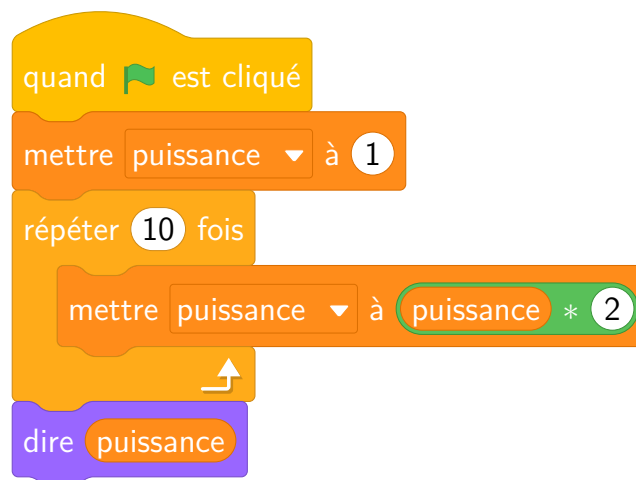 quand est cliqué
mettre puissance à 1
répéter 10 fois
mettre puissance à puissance * 2
dire puissance